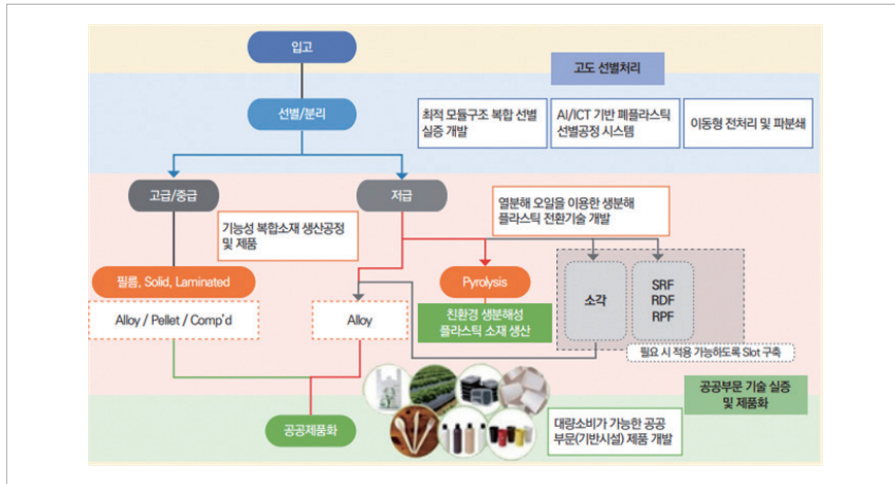 입고
고도 선별처리
선별/분리
최적 모듈구조 복합 선별
실증 개발
AI/ICT 기반 폐플라스틱
선별공정 시스템
이동형 전처리 및 파분쇄
고급/중급
저급
기능성 복합소재 생산공정
및 제품
열분해 오일을 이용한 생분해
플라스틱 전환기술 개발
필름, Solid, Laminated
Pyrolysis
소각
SRF
RDF
RPF
Alloy / Pellet / Comp'd
Alloy
친환경 생분해성
플라스틱 소재 생산
필요 시 적용 가능하도록 Slot 구축
공공부문 기술 실증
및 제품화
공공제품화
대량소비가 가능한 공공
부문(기반시설) 제품 개발